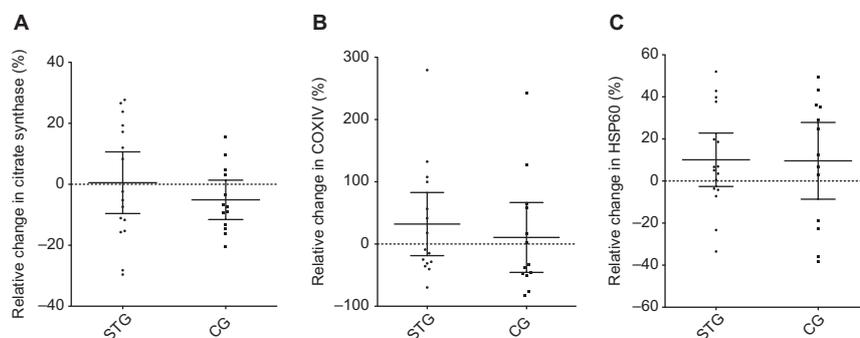 A
Relative change in citrate synthase (%)
40
20
0
–20
–40
STG
CG
B
Relative change in COXIV (%)
300
200
100
0
–100
STG
CG
C
Relative change in HSP60 (%)
60
40
20
0
–20
–40
–60
STG
CG